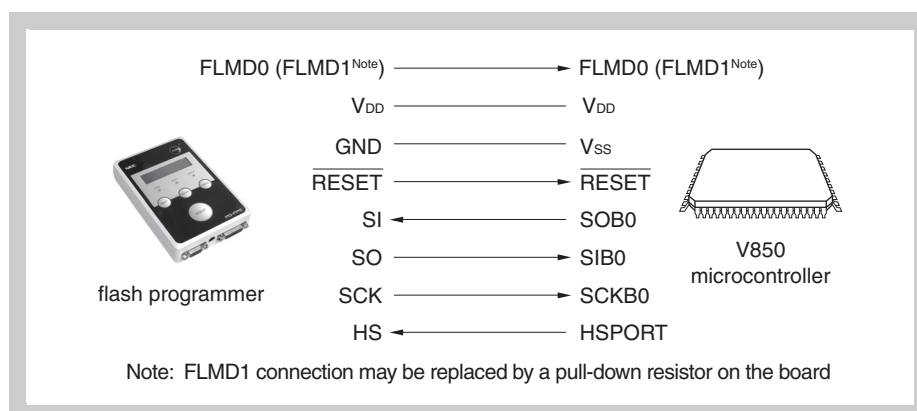 FLMD0 (FLMD1Note) FLMD0 (FLMD1Note)
VDD VDD
GND VSS
RESET RESET
SI SOB0
SO SIB0
SCK SCKB0
HS HSPORT
flash programmer
V850
microcontroller
Note: FLMD1 connection may be replaced by a pull-down resistor on the board